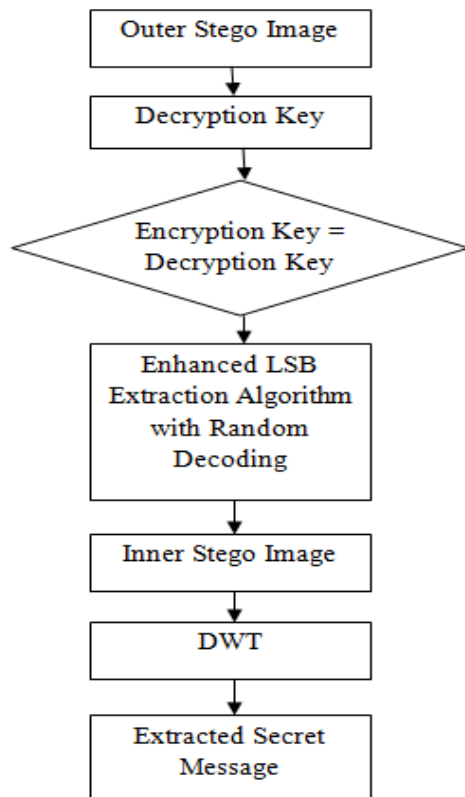 Outer Stego Image
Decryption Key
Encryption Key =
Decryption Key
Enhanced LSB
Extraction Algorithm
with Random
Decoding
Inner Stego Image
DWT
Extracted Secret
Message